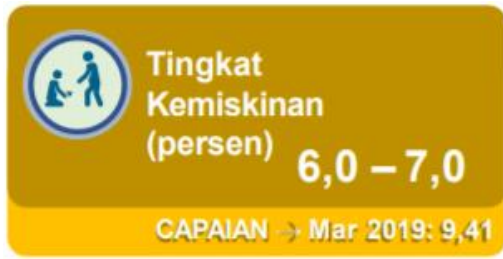 Tingkat
Kemiskinan
(persen) 6,0 – 7,0
CAPAIAN → Mar 2019: 9,41